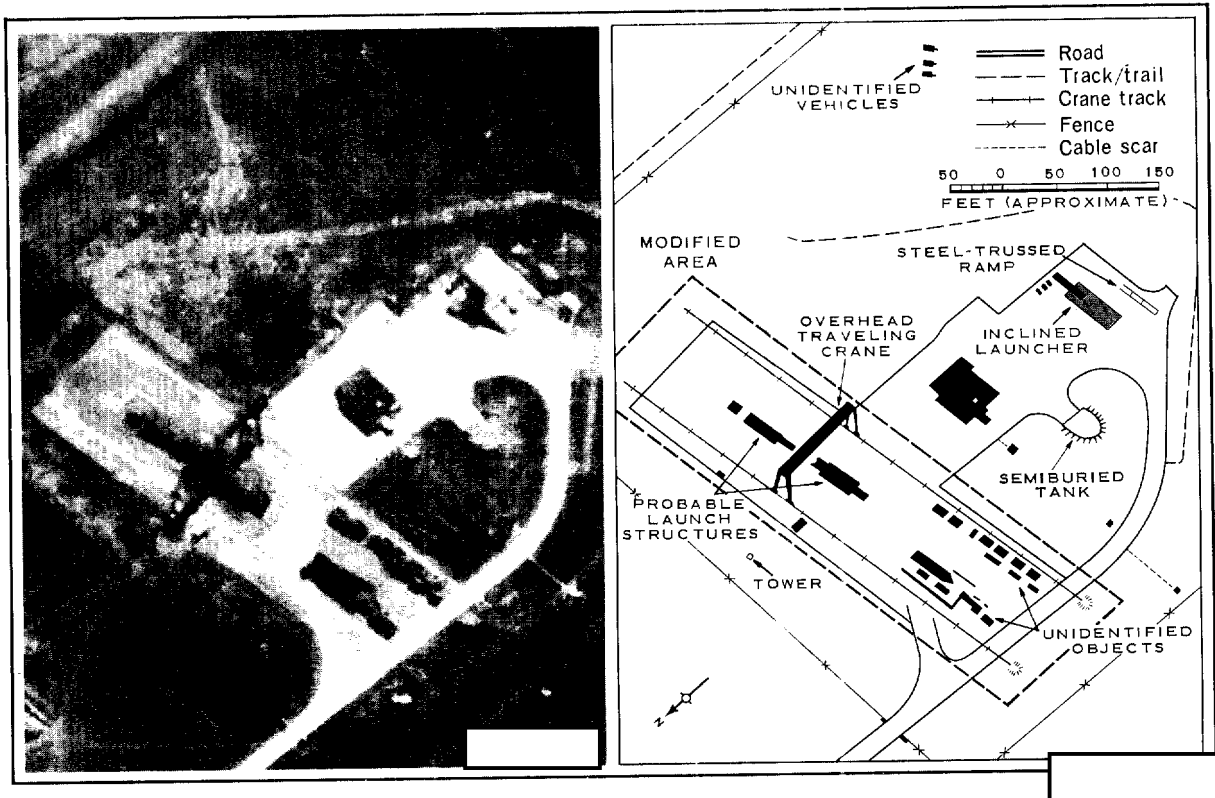 UNIDENTIFIED
VEHICLES
Road
Track/trail
Crane track
Fence
Cable scar
50 0 50 100 150
FEET (APPROXIMATE)
MODIFIED
AREA
STEEL-TRUSSED
RAMP
OVERHEAD
TRAVELING
CRANE
INCLINED
LAUNCHER
SEMIBURIED
TANK
PROBABLE
LAUNCH
STRUCTURES
TOWER
UNIDENTIFIED
OBJECTS
N